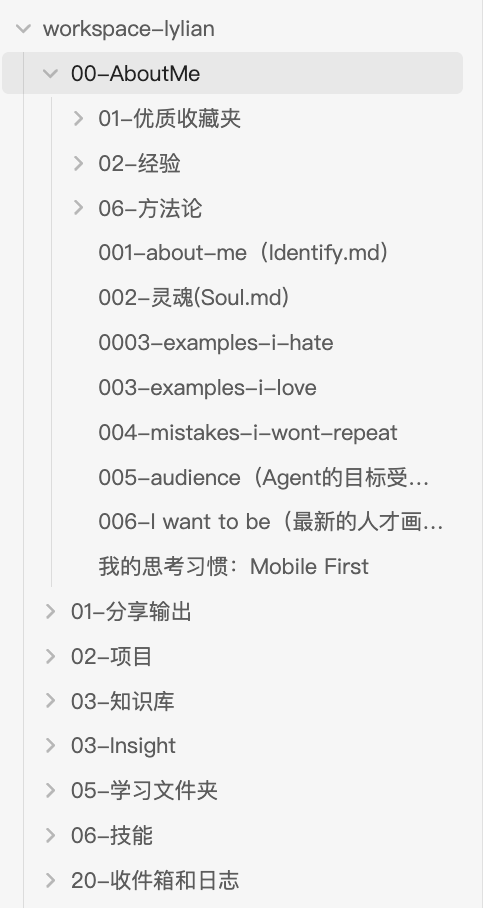 workspace-lylian
00-AboutMe
01-优质收藏夹
02-经验
06-方法论
001-about-me（Identify.md）
002-灵魂(Soul.md)
0003-examples-i-hate
003-examples-i-love
004-mistakes-i-wont-repeat
005-audience（Agent的目标受...
006-I want to be（最新的人才画...
我的思考习惯：Mobile First
01-分享输出
02-项目
03-知识库
03-Insight
05-学习文件夹
06-技能
20-收件箱和日志